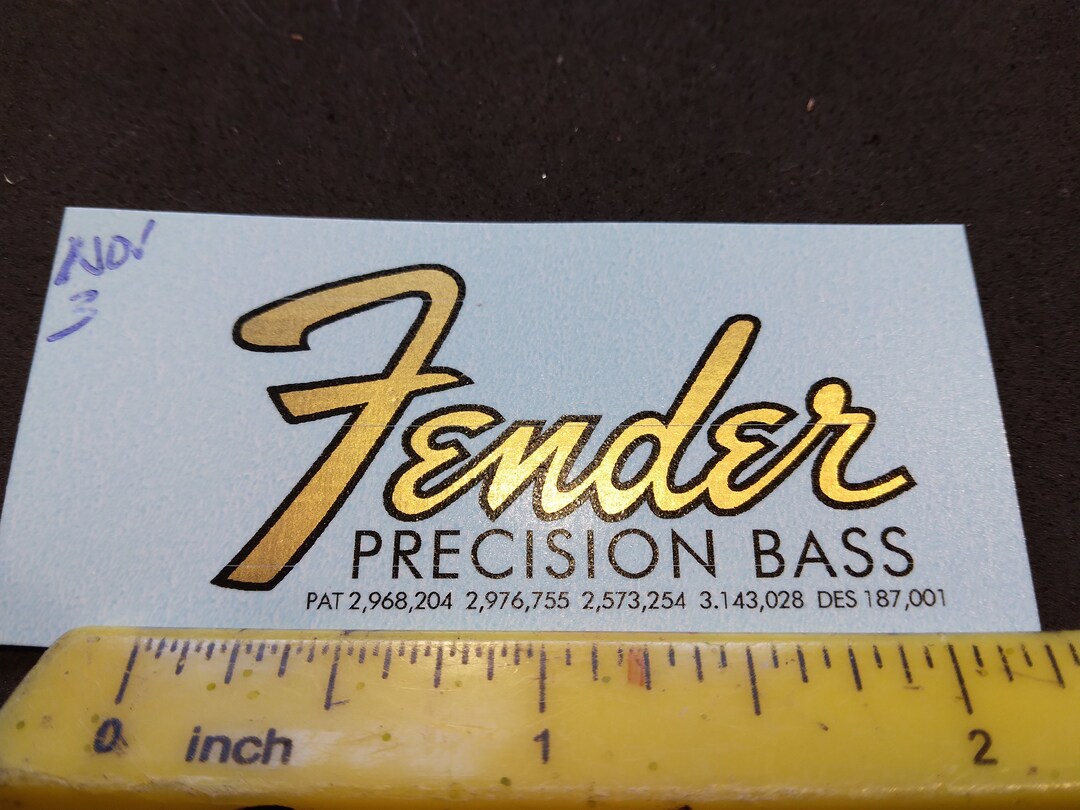 No!
3
Fender
PRECISION BASS
PAT 2,968,204 2,976,755 2,573,254 3.143,028 DES 187,001
0 inch 1 2